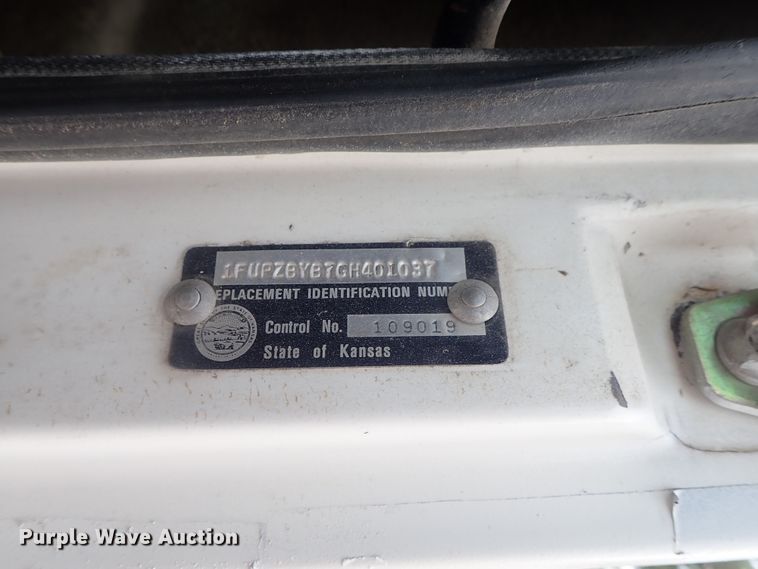 1FUPZBYB7GH401037
EPLACEMENT IDENTIFICATION NUM
Control No. 109019
State of Kansas
Purple Wave Auction